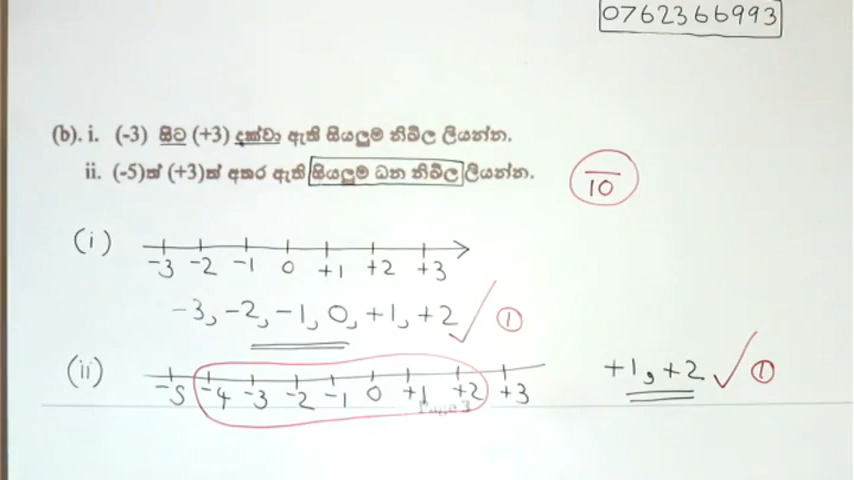 0762366993
(b). i. (-3) සිට (+3) දක්වා ඇති සියලුම නිඛිල ලියන්න.
ii. (-5)ත් (+3)ත් අතර ඇති සියලුම ධන නිඛිල ලියන්න.
10
(i)
-3 -2 -1 0 +1 +2 +3
-3, -2, -1, 0, +1, +2 ✓ ①
(ii)
-5 -4 -3 -2 -1 0 +1 +2 +3
+1, +2 ✓ ①